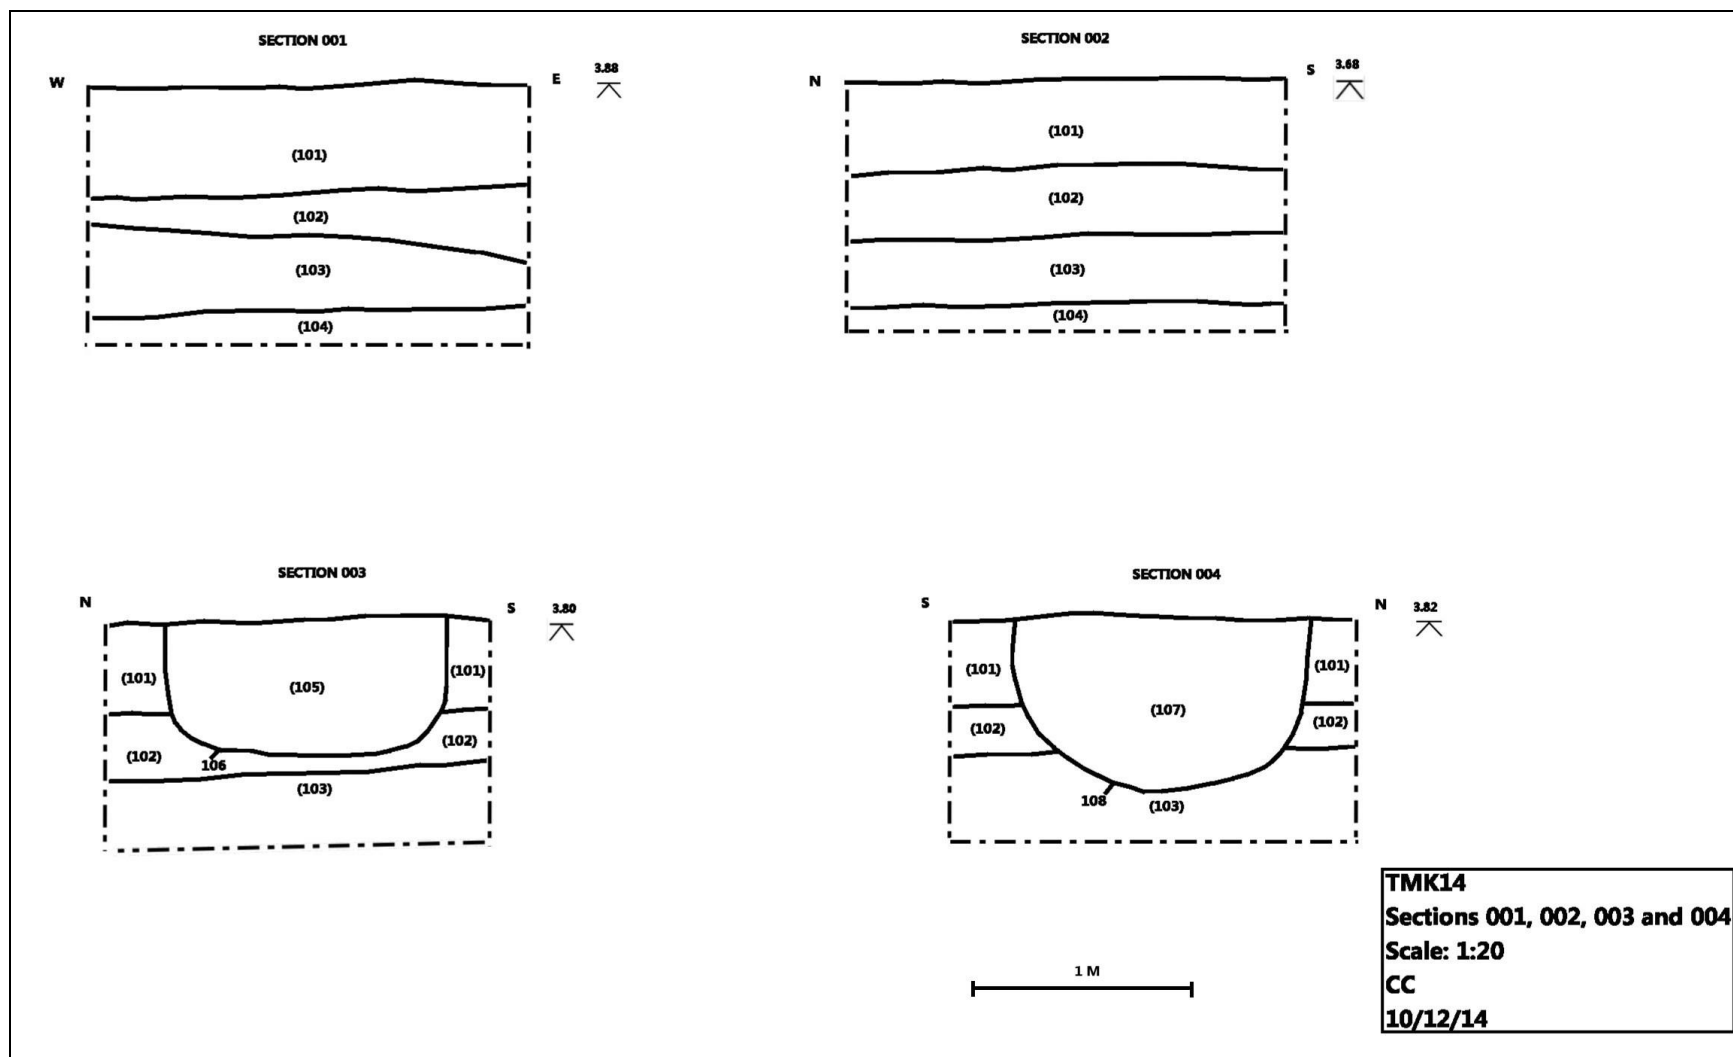 SECTION 001
W
E
3.88
(101)
(102)
(103)
(104)
SECTION 002
N
S
3.68
(101)
(102)
(103)
(104)
SECTION 003
N
S
3.80
(101)
(105)
(101)
(102)
(102)
106
(103)
SECTION 004
S
N
3.82
(101)
(101)
(107)
(102)
(102)
108
(103)
1 M
TMK14
Sections 001, 002, 003 and 004
Scale: 1:20
CC
10/12/14